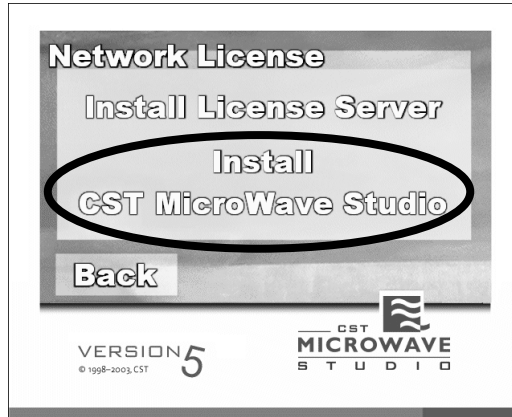 Network License
Install License Server
Install
CST MicroWave Studio
Back
VERSION 5
© 1998–2003, CST
CST
MICROWAVE
STUDIO